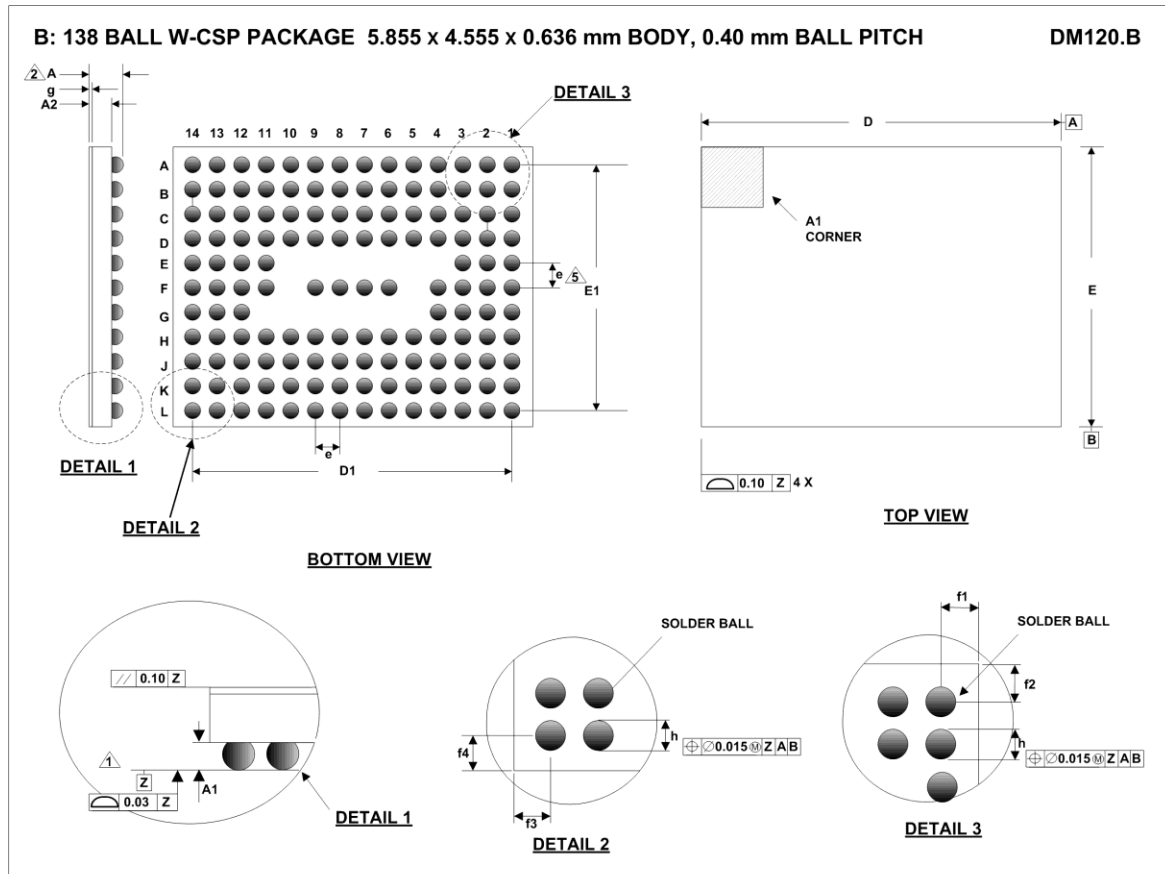 B: 138 BALL W-CSP PACKAGE 5.855 x 4.555 x 0.636 mm BODY, 0.40 mm BALL PITCH DM120.B
2 A
g
A2
DETAIL 3
14 13 12 11 10 9 8 7 6 5 4 3 2 1
A
B
C
D
E
F
G
H
J
K
L
e 5
E1
e
D1
DETAIL 1
DETAIL 2
BOTTOM VIEW
D
A
A1
CORNER
E
B
0.10 Z 4 X
TOP VIEW
// 0.10 Z
1
Z
A1
0.03 Z
DETAIL 1
SOLDER BALL
h
⌖ ∅0.015 Ⓜ Z A B
f4
f3
DETAIL 2
f1
SOLDER BALL
f2
h
⌖ ∅0.015 Ⓜ Z A B
DETAIL 3